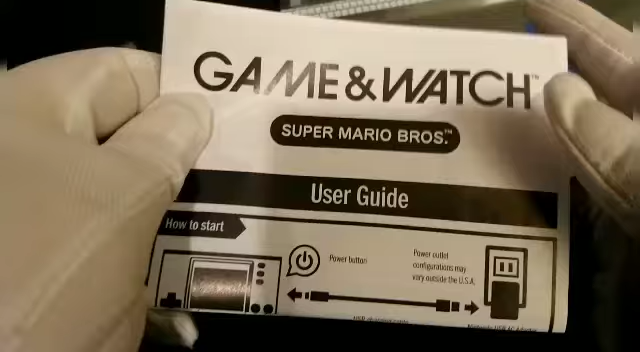 GAME&WATCH™
SUPER MARIO BROS.™
User Guide
How to start
Power button
Power outlet
configurations may
vary outside the U.S.A.